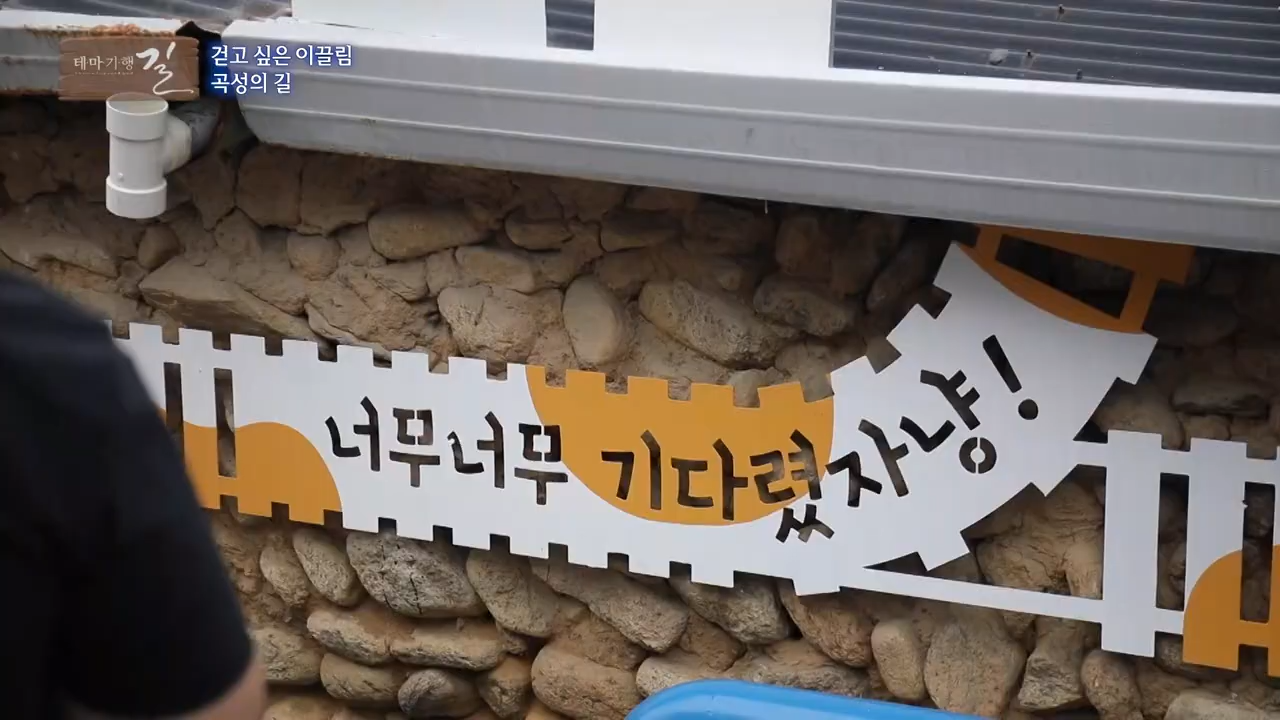 테마기행 길
걷고 싶은 이끌림
곡성의 길
너무너무 기다렸자냥!